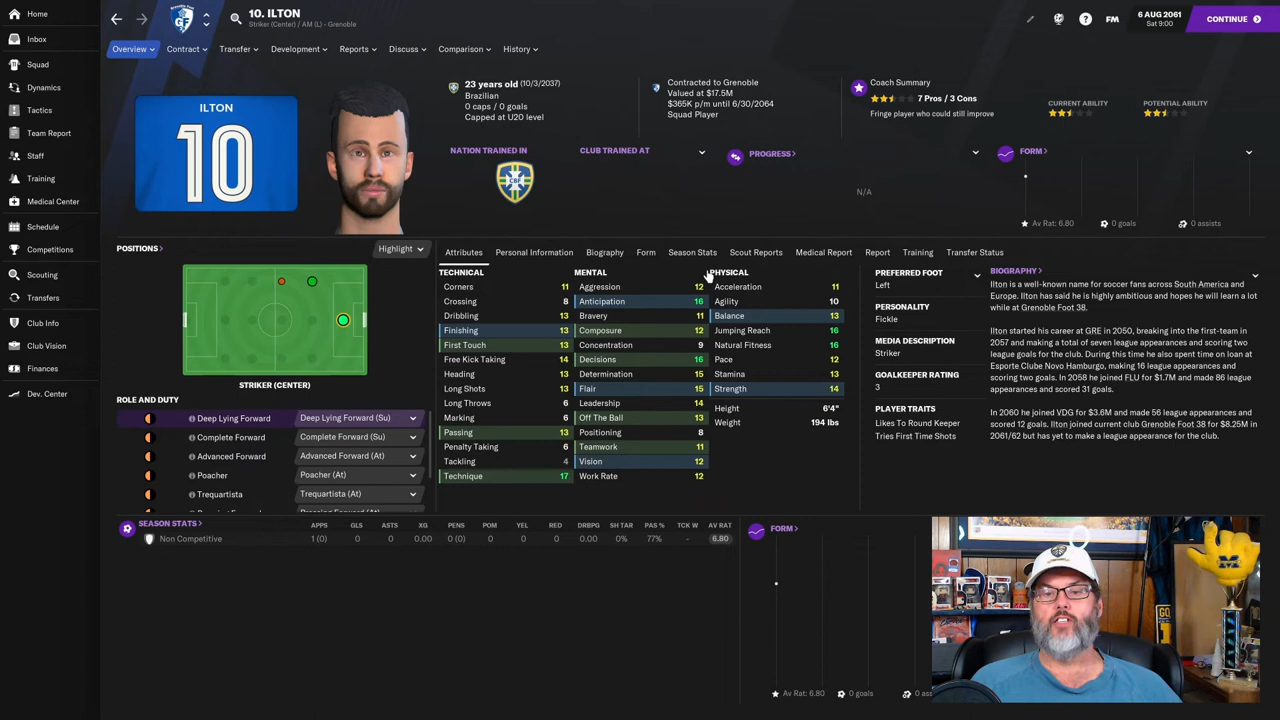 Home
10. ILTON
Striker (Center) / AM (L) - Grenoble
FM
6 AUG 2061
Sat 9:00
CONTINUE
Inbox
Overview
Contract
Transfer
Development
Reports
Discuss
Comparison
History
Squad
Dynamics
Tactics
Team Report
Staff
Training
Medical Center
Schedule
Competitions
Scouting
Transfers
Club Info
Club Vision
Finances
Dev. Center
ILTON
10
23 years old (10/3/2037)
Brazilian
0 caps / 0 goals
Capped at U20 level
Contracted to Grenoble
Valued at $17.5M
$365K p/m until 6/30/2064
Squad Player
Coach Summary
7 Pros / 3 Cons
Fringe player who could still improve
CURRENT ABILITY
POTENTIAL ABILITY
NATION TRAINED IN
CBF
CLUB TRAINED AT
PROGRESS
N/A
FORM
Av Rat: 6.80
0 goals
0 assists
POSITIONS
Highlight
STRIKER (CENTER)
ROLE AND DUTY
Deep Lying Forward Deep Lying Forward (Su)
Complete Forward Complete Forward (Su)
Advanced Forward Advanced Forward (At)
Poacher Poacher (At)
Trequartista Trequartista (At)
Attributes
Personal Information
Biography
Form
Season Stats
Scout Reports
Medical Report
Report
Training
Transfer Status
TECHNICAL
Corners 11
Crossing 8
Dribbling 13
Finishing 13
First Touch 13
Free Kick Taking 14
Heading 13
Long Shots 13
Long Throws 6
Marking 6
Passing 13
Penalty Taking 6
Tackling 4
Technique 17
MENTAL
Aggression 12
Anticipation 16
Bravery 11
Composure 12
Concentration 9
Decisions 16
Determination 15
Flair 15
Leadership 14
Off The Ball 13
Positioning 8
Teamwork 11
Vision 12
Work Rate 12
PHYSICAL
Acceleration 11
Agility 10
Balance 13
Jumping Reach 16
Natural Fitness 16
Pace 12
Stamina 13
Strength 14
Height 6'4"
Weight 194 lbs
PREFERRED FOOT
Left
PERSONALITY
Fickle
MEDIA DESCRIPTION
Striker
GOALKEEPER RATING
3
PLAYER TRAITS
Likes To Round Keeper
Tries First Time Shots
BIOGRAPHY
Ilton is a well-known name for soccer fans across South America and
Europe. Ilton has said he is highly ambitious and hopes he will learn a lot
while at Grenoble Foot 38.
Ilton started his career at GRE in 2050, breaking into the first-team in
2057 and making a total of seven league appearances and scoring two
league goals for the club. During this time he also spent time on loan at
Esporte Clube Novo Hamburgo, making 16 league appearances and
scoring two goals. In 2058 he joined FLU for $1.7M and made 86 league
appearances and scored 31 goals.
In 2060 he joined VDG for $3.6M and made 56 league appearances and
scored 12 goals. Ilton joined current club Grenoble Foot 38 for $8.25M in
2061/62 but has yet to make a league appearance for the club.
SEASON STATS
APPS GLS ASTS XG PENS POM YEL RED DRBPG SH TAR PAS % TCK W AV RAT
Non Competitive 1 (0) 0 0 0.00 0 (0) 0 0 0 0.00 0% 77% - 6.80
FORM
Av Rat: 6.80
0 goals
0 ass